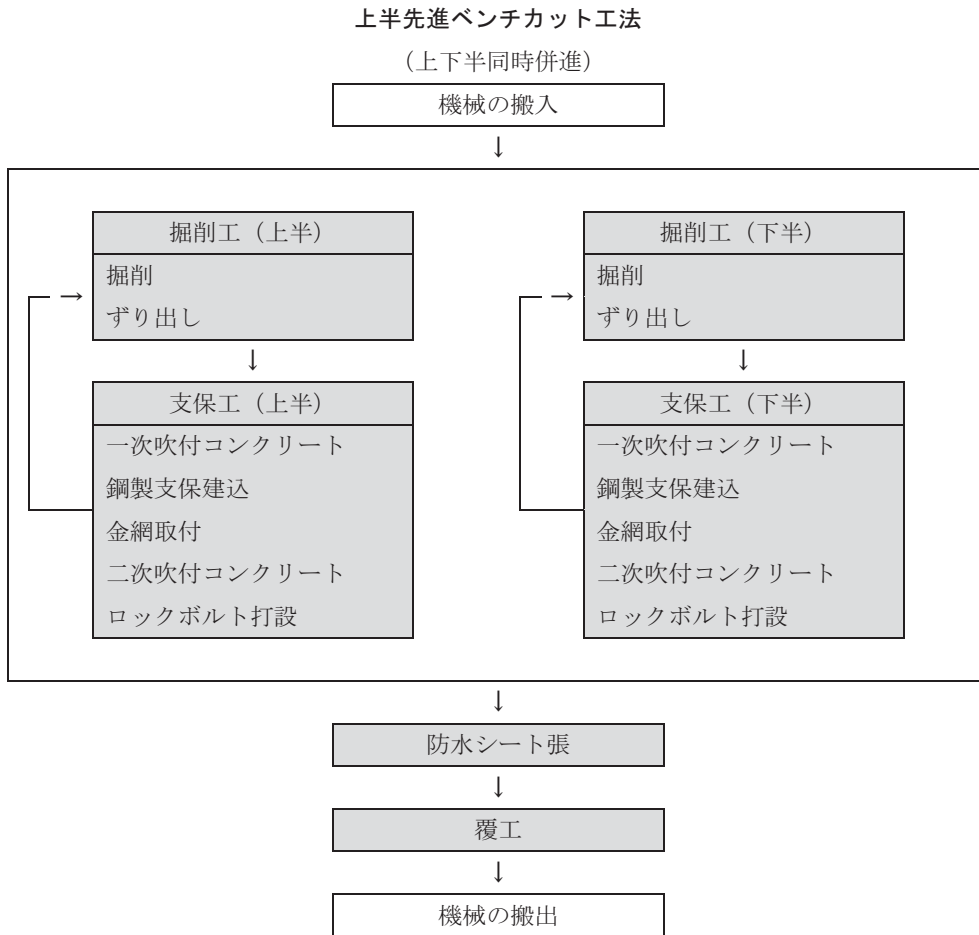 上半先進ベンチカット工法
（上下半同時併進）
機械の搬入
↓
掘削工（上半）
掘削
ずり出し
→
↓
支保工（上半）
一次吹付コンクリート
鋼製支保建込
金網取付
二次吹付コンクリート
ロックボルト打設
掘削工（下半）
掘削
ずり出し
→
↓
支保工（下半）
一次吹付コンクリート
鋼製支保建込
金網取付
二次吹付コンクリート
ロックボルト打設
↓
防水シート張
↓
覆工
↓
機械の搬出